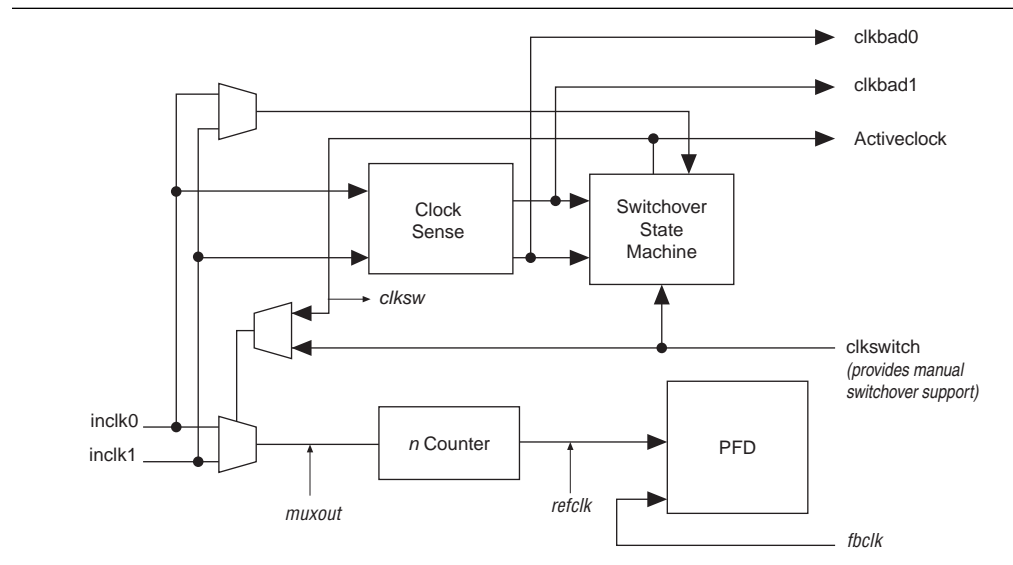 clkbad0
clkbad1
Activeclock
Clock
Sense
Switchover
State
Machine
clksw
clkswitch
(provides manual
switchover support)
inclk0
inclk1
n Counter
PFD
muxout
refclk
fbclk